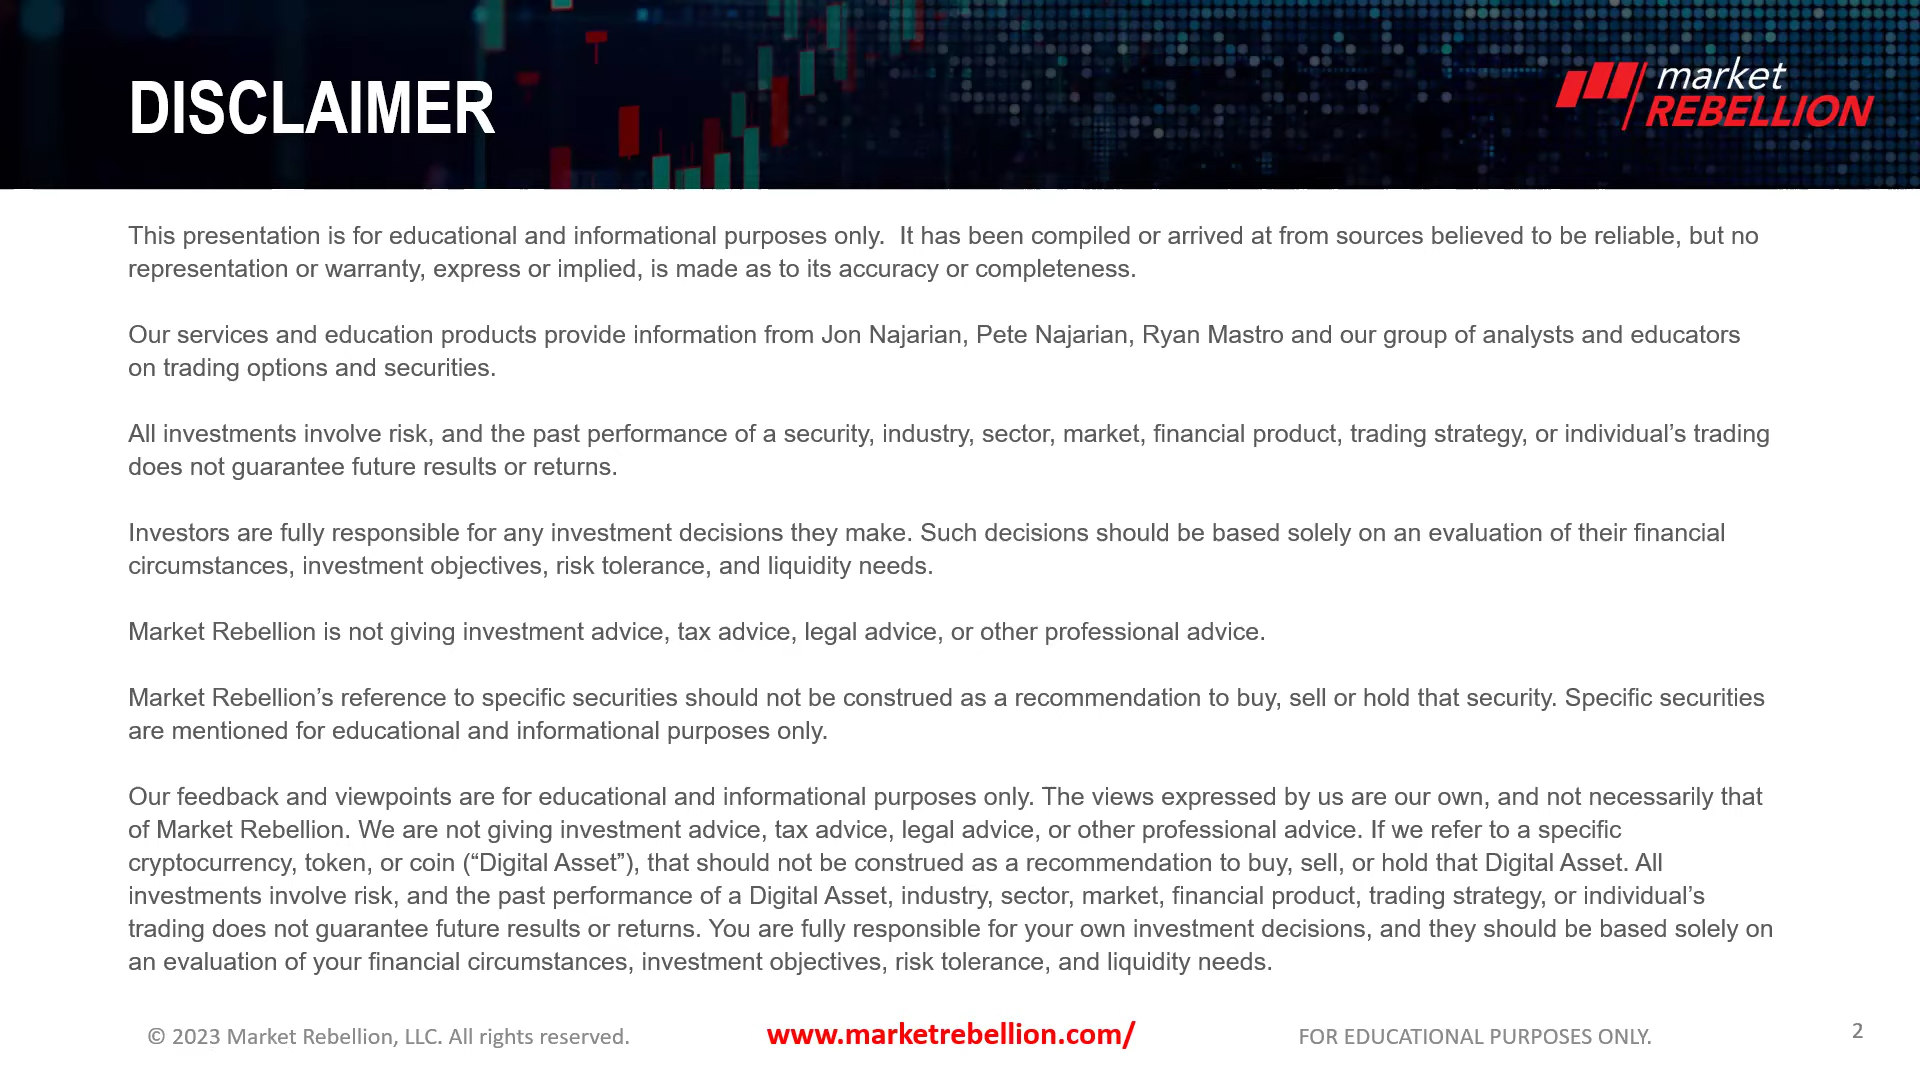 DISCLAIMER
market
REBELLION
This presentation is for educational and informational purposes only.  It has been compiled or arrived at from sources believed to be reliable, but no
representation or warranty, express or implied, is made as to its accuracy or completeness.
Our services and education products provide information from Jon Najarian, Pete Najarian, Ryan Mastro and our group of analysts and educators
on trading options and securities.
All investments involve risk, and the past performance of a security, industry, sector, market, financial product, trading strategy, or individual’s trading
does not guarantee future results or returns.
Investors are fully responsible for any investment decisions they make. Such decisions should be based solely on an evaluation of their financial
circumstances, investment objectives, risk tolerance, and liquidity needs.
Market Rebellion is not giving investment advice, tax advice, legal advice, or other professional advice.
Market Rebellion’s reference to specific securities should not be construed as a recommendation to buy, sell or hold that security. Specific securities
are mentioned for educational and informational purposes only.
Our feedback and viewpoints are for educational and informational purposes only. The views expressed by us are our own, and not necessarily that
of Market Rebellion. We are not giving investment advice, tax advice, legal advice, or other professional advice. If we refer to a specific
cryptocurrency, token, or coin (“Digital Asset”), that should not be construed as a recommendation to buy, sell, or hold that Digital Asset. All
investments involve risk, and the past performance of a Digital Asset, industry, sector, market, financial product, trading strategy, or individual’s
trading does not guarantee future results or returns. You are fully responsible for your own investment decisions, and they should be based solely on
an evaluation of your financial circumstances, investment objectives, risk tolerance, and liquidity needs.
© 2023 Market Rebellion, LLC. All rights reserved.
www.marketrebellion.com/
FOR EDUCATIONAL PURPOSES ONLY.
2